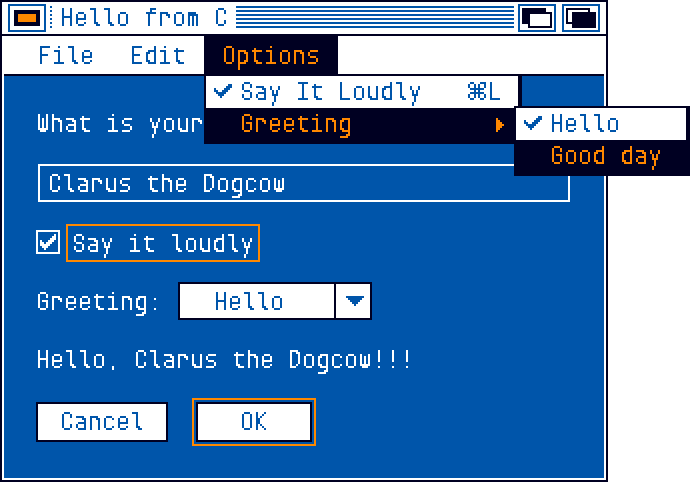 Hello from C
File Edit Options
Say It Loudly ⌘L
Greeting
Hello
Good day
What is your
Clarus the Dogcow
Say it loudly
Greeting: Hello
Hello, Clarus the Dogcow!!!
Cancel OK